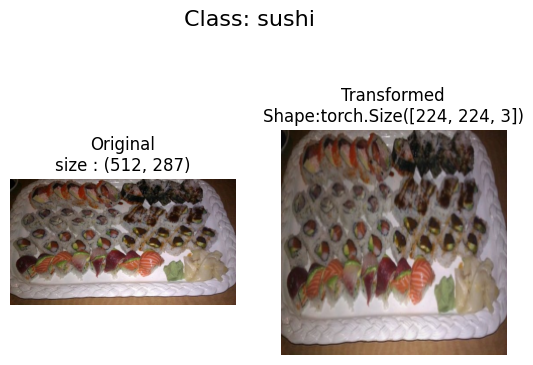 Class: sushi
Original
size : (512, 287)
Transformed
Shape:torch.Size([224, 224, 3])